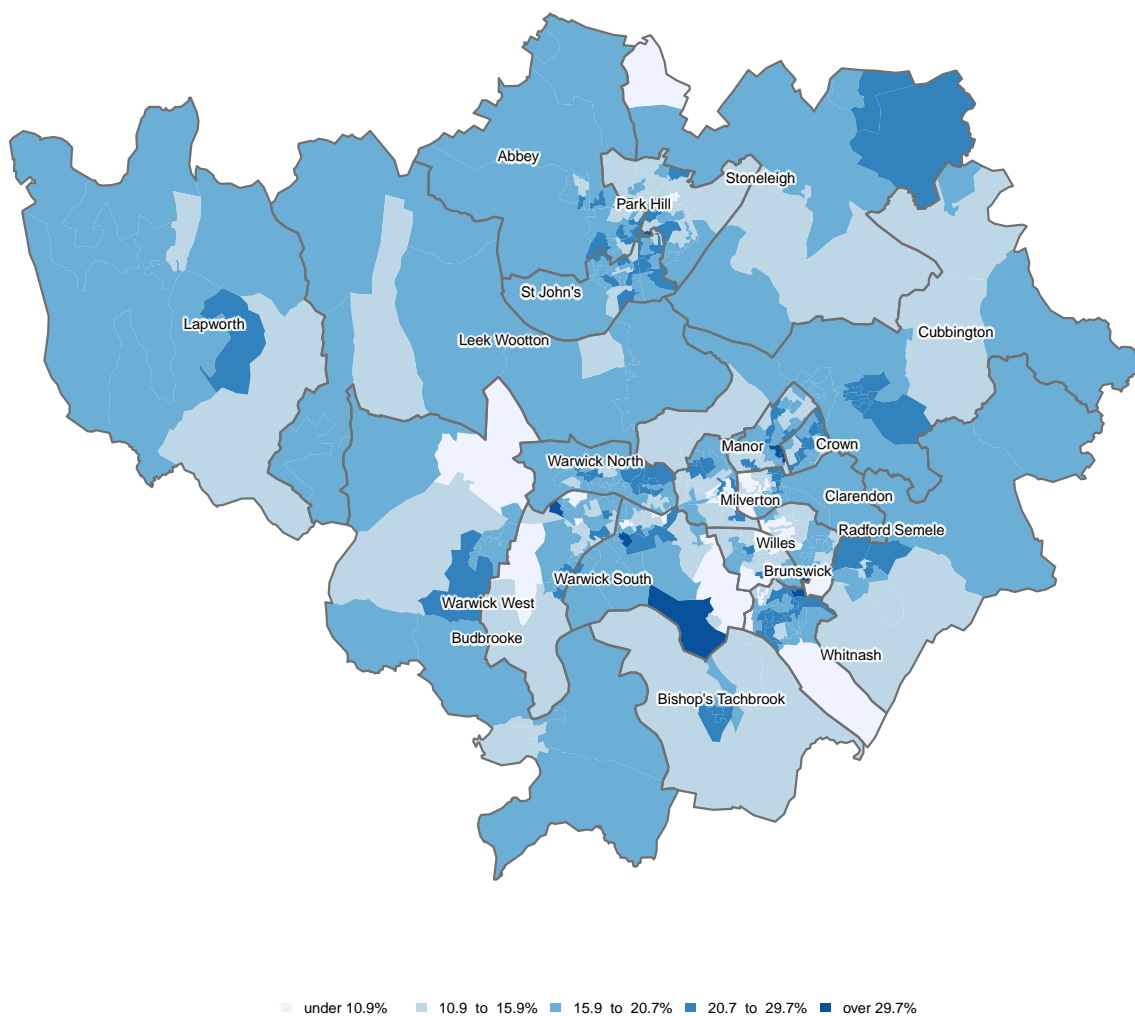 Abbey
Stoneleigh
Park Hill
St John's
Lapworth
Cubbington
Leek Wootton
Manor
Crown
Warwick North
Milverton
Clarendon
Radford Semele
Willes
Brunswick
Warwick South
Warwick West
Budbrooke
Whitnash
Bishop's Tachbrook
under 10.9% 10.9 to 15.9% 15.9 to 20.7% 20.7 to 29.7% over 29.7%